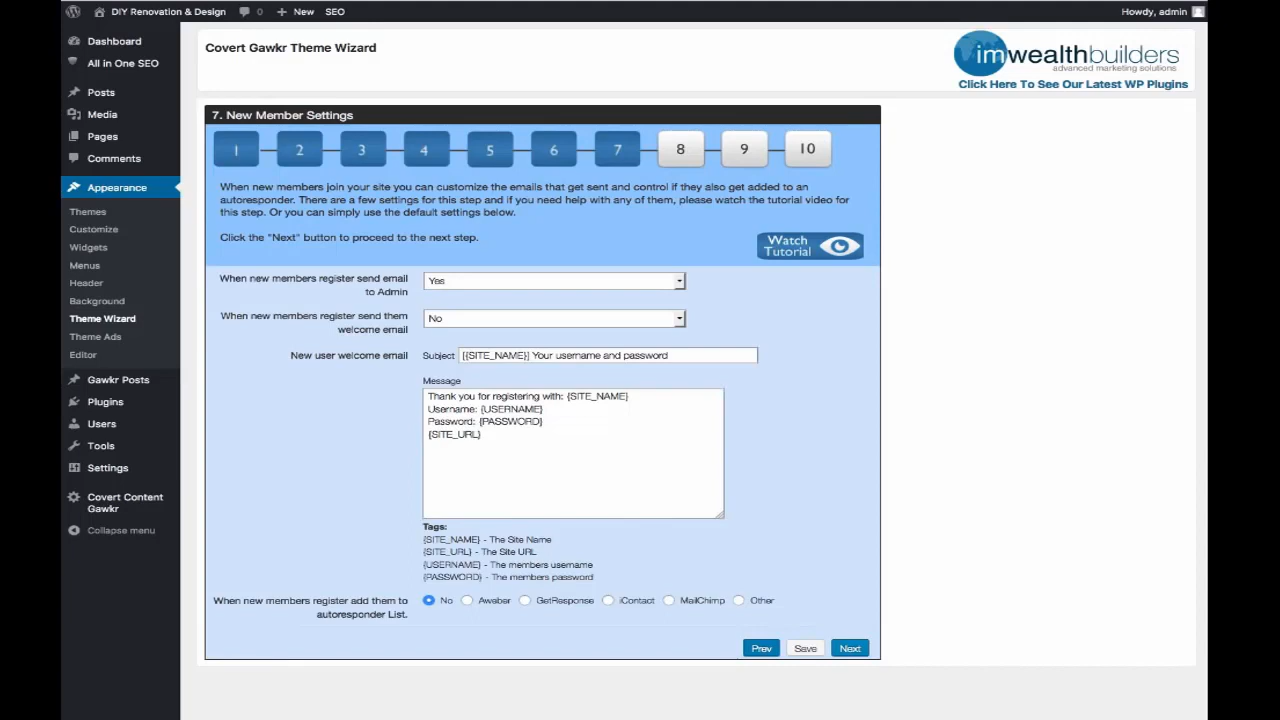 DIY Renovation & Design 0 New SEO Howdy, admin
Dashboard
All in One SEO
Posts
Media
Pages
Comments
Appearance
Themes
Customize
Widgets
Menus
Header
Background
Theme Wizard
Theme Ads
Editor
Gawkr Posts
Plugins
Users
Tools
Settings
Covert Content
Gawkr
Collapse menu
Covert Gawkr Theme Wizard
imwealthbuilders
advanced marketing solutions
Click Here To See Our Latest WP Plugins
7. New Member Settings
1 2 3 4 5 6 7 8 9 10
When new members join your site you can customize the emails that get sent and control if they also get added to an
autoresponder. There are a few settings for this step and if you need help with any of them, please watch the tutorial video for
this step. Or you can simply use the default settings below.
Click the "Next" button to proceed to the next step.
Watch
Tutorial
When new members register send email
to Admin
Yes
When new members register send them
welcome email
No
New user welcome email
Subject
[{SITE_NAME}] Your username and password
Message
Thank you for registering with: {SITE_NAME}
Username: {USERNAME}
Password: {PASSWORD}
{SITE_URL}
Tags:
{SITE_NAME} - The Site Name
{SITE_URL} - The Site URL
{USERNAME} - The members username
{PASSWORD} - The members password
When new members register add them to
autoresponder List.
No Aweber GetResponse iContact MailChimp Other
Prev Save Next